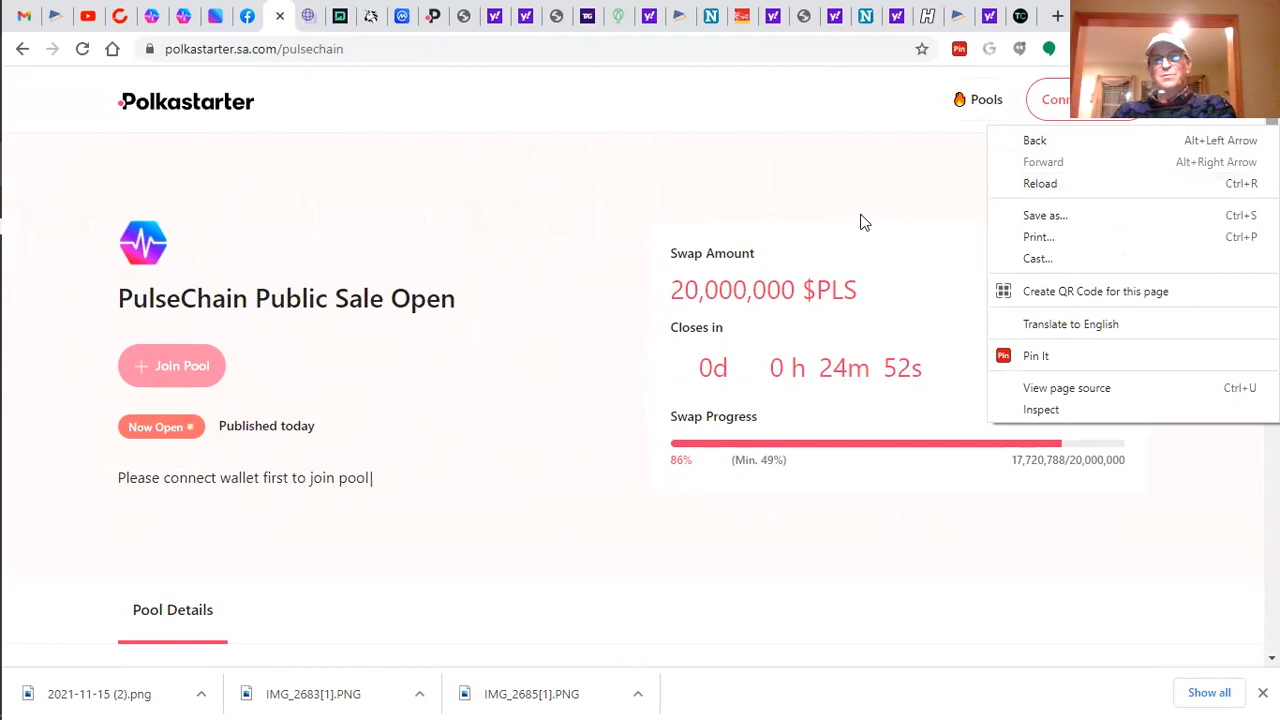 polkastarter.sa.com/pulsechain
Pin
Polkastarter
Pools
Conn
Back Alt+Left Arrow
Forward Alt+Right Arrow
Reload Ctrl+R
Save as... Ctrl+S
Print... Ctrl+P
Cast...
Create QR Code for this page
Translate to English
Pin Pin It
View page source Ctrl+U
Inspect
PulseChain Public Sale Open
+ Join Pool
Now Open Published today
Please connect wallet first to join pool|
Swap Amount
20,000,000 $PLS
Closes in
0d 0 h 24m 52s
Swap Progress
86% (Min. 49%) 17,720,788/20,000,000
Pool Details
2021-11-15 (2).png
IMG_2683[1].PNG
IMG_2685[1].PNG
Show all